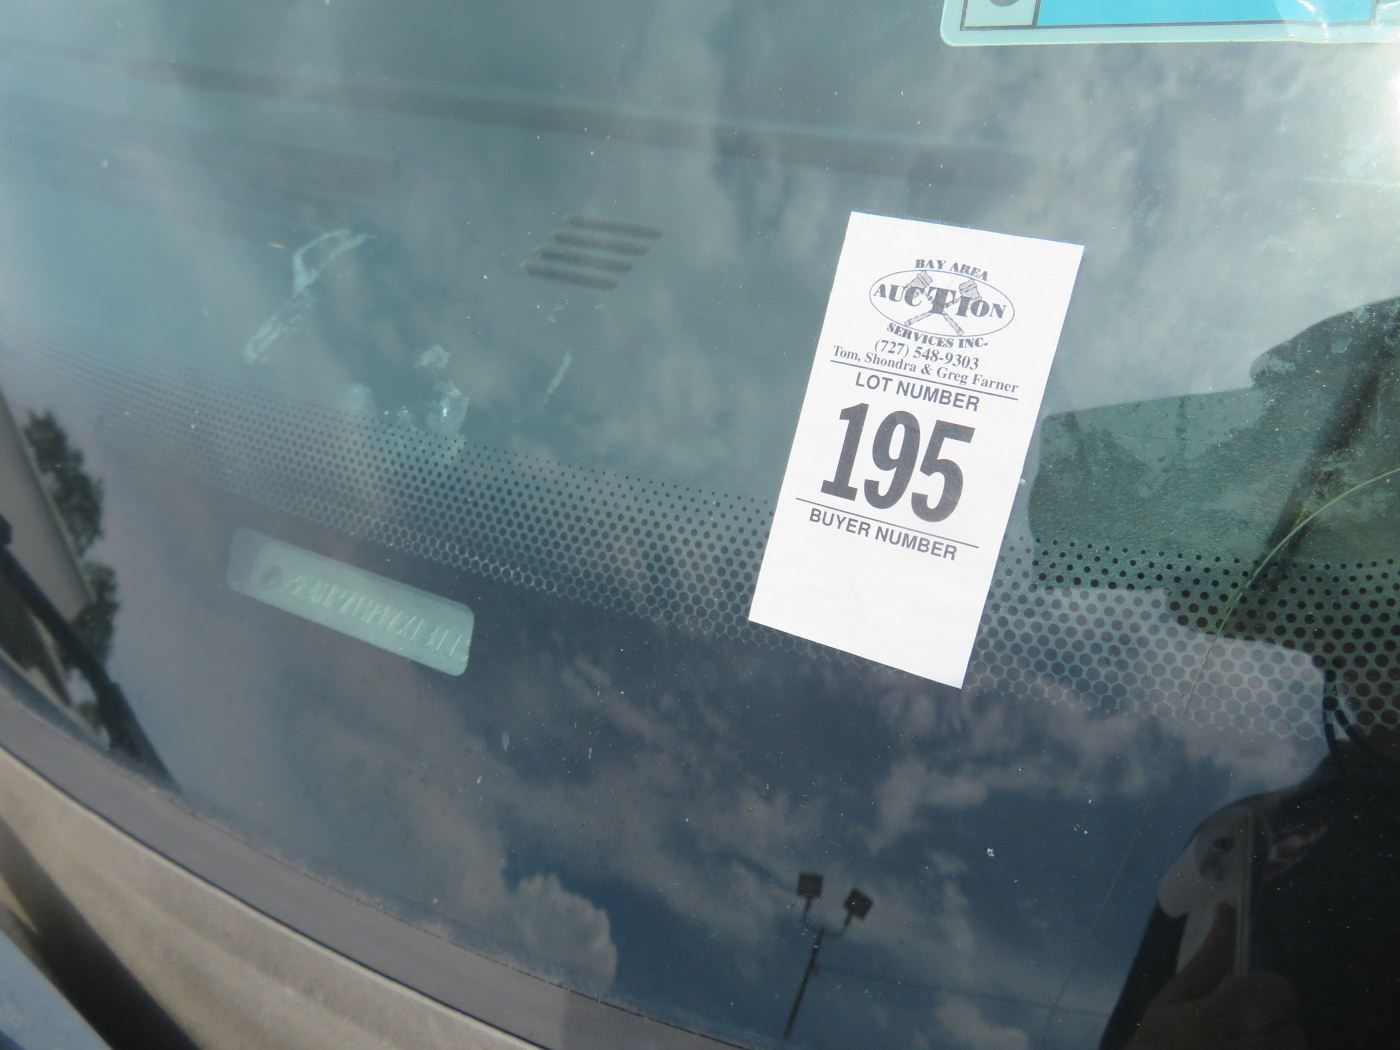 BAY AREA
AUCTION
SERVICES INC.
(727) 548-9303
Tom, Shondra & Greg Farner
LOT NUMBER
195
BUYER NUMBER